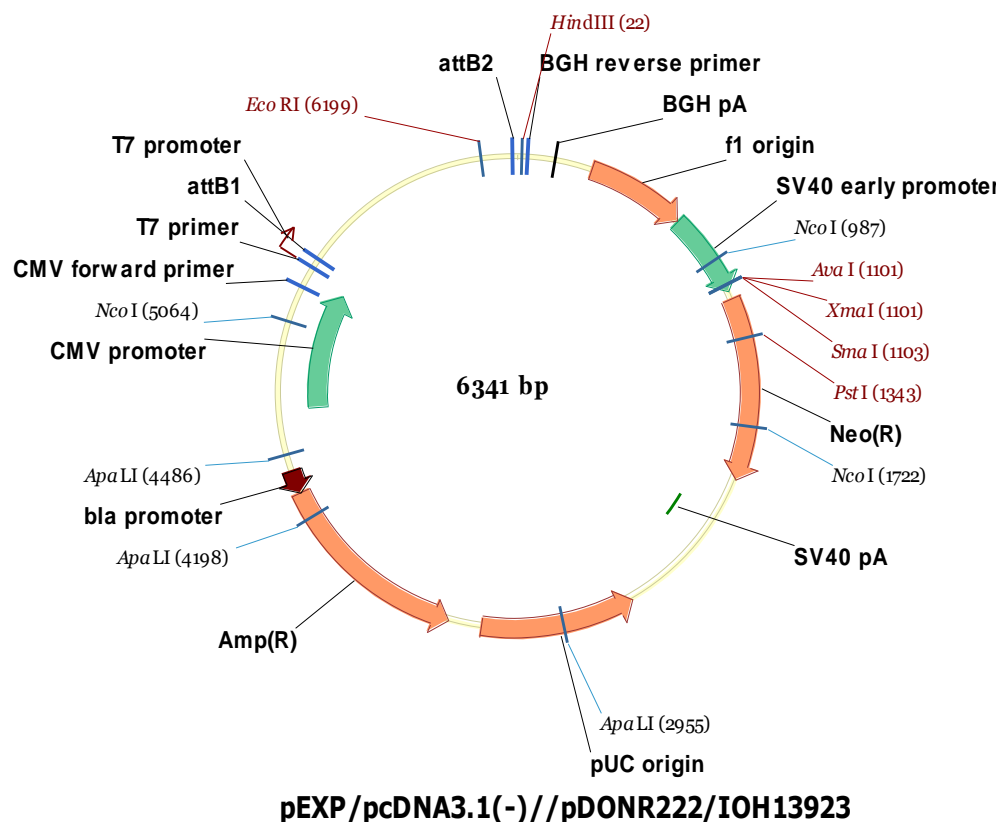 HindIII (22)
attB2
BGH reverse primer
EcoRI (6199)
BGH pA
T7 promoter
f1 origin
attB1
SV40 early promoter
T7 primer
NcoI (987)
CMV forward primer
AvaI (1101)
NcoI (5064)
XmaI (1101)
CMV promoter
SmaI (1103)
6341 bp
PstI (1343)
Neo(R)
ApaLI (4486)
NcoI (1722)
bla promoter
ApaLI (4198)
SV40 pA
Amp(R)
ApaLI (2955)
pUC origin
pEXP/pcDNA3.1(-)//pDONR222/IOH13923